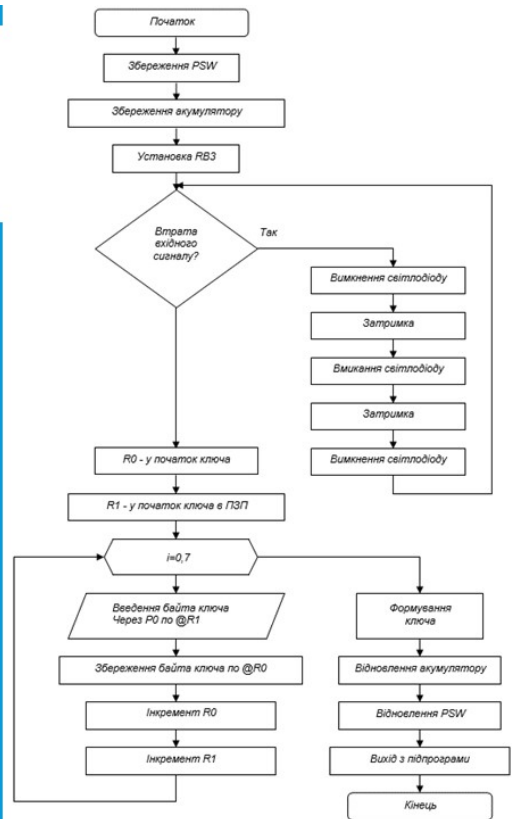 Початок
Збереження PSW
Збереження акумулятору
Установка RB3
Втрата
вхідного
сигналу?
Так
Вимкнення світлодіоду
Затримка
Вмикання світлодіоду
Затримка
Вимкнення світлодіоду
R0 - у початок ключа
R1 - у початок ключа в ПЗП
i=0,7
Введення байта ключа
Через P0 по @R1
Збереження байта ключа по @R0
Інкремент R0
Інкремент R1
Формування
ключа
Відновлення акумулятору
Відновлення PSW
Вихід з підпрограми
Кінець